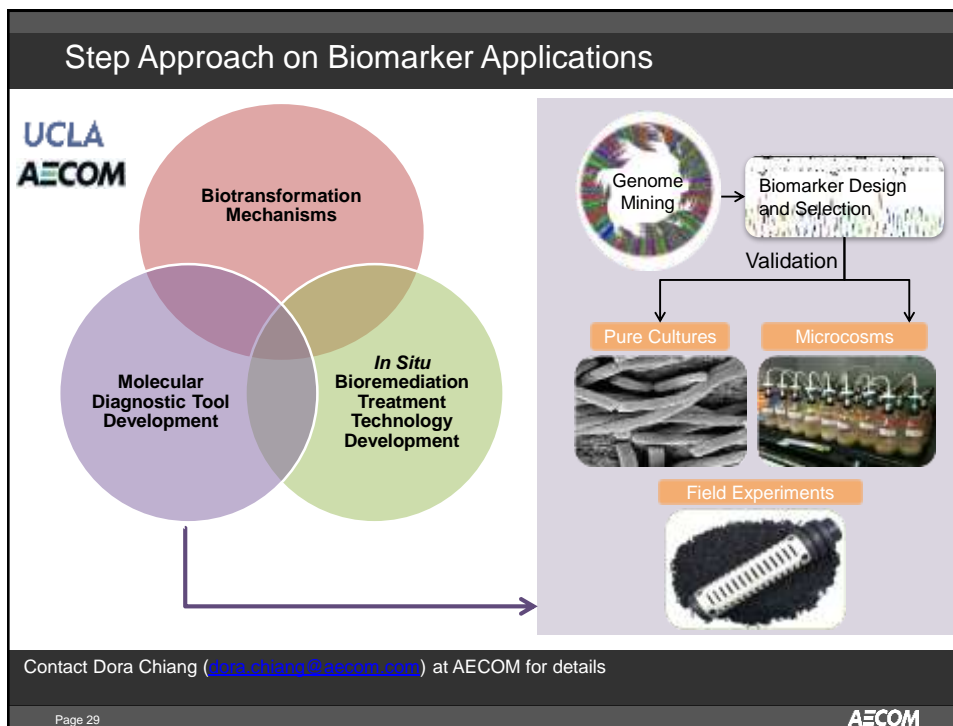 Step Approach on Biomarker Applications
UCLA
AECOM
Biotransformation
Mechanisms
Molecular
Diagnostic Tool
Development
In Situ
Bioremediation
Treatment
Technology
Development
Genome
Mining
Biomarker Design
and Selection
Validation
Pure Cultures
Microcosms
Field Experiments
Contact Dora Chiang (dora.chiang@aecom.com) at AECOM for details
Page 29
AECOM